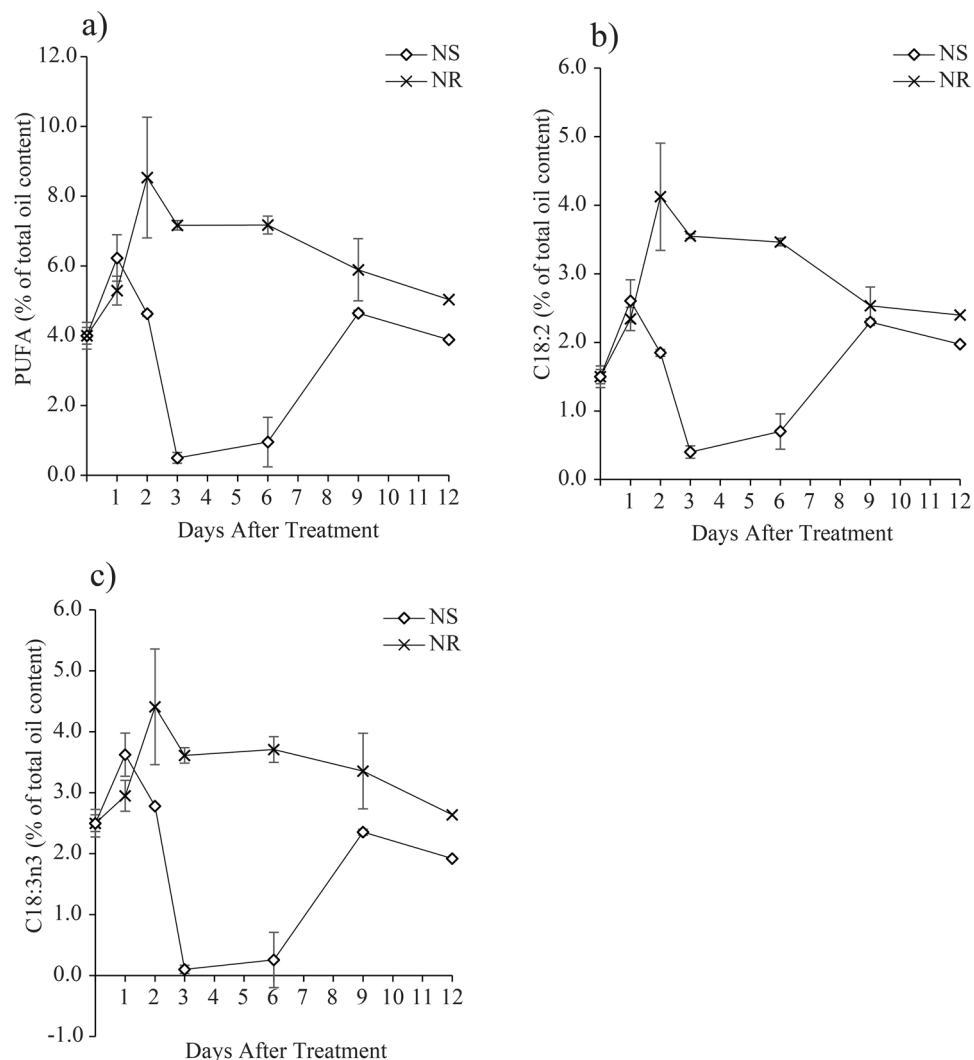 a)
NS
NR
12.0
10.0
8.0
6.0
4.0
2.0
0.0
PUFA (% of total oil content)
1 2 3 4 5 6 7 8 9 10 11 12
Days After Treatment
b)
NS
NR
6.0
5.0
4.0
3.0
2.0
1.0
0.0
C18:2 (% of total oil content)
1 2 3 4 5 6 7 8 9 10 11 12
Days After Treatment
c)
NS
NR
6.0
5.0
4.0
3.0
2.0
1.0
0.0
-1.0
C18:3n3 (% of total oil content)
1 2 3 4 5 6 7 8 9 10 11 12
Days After Treatment